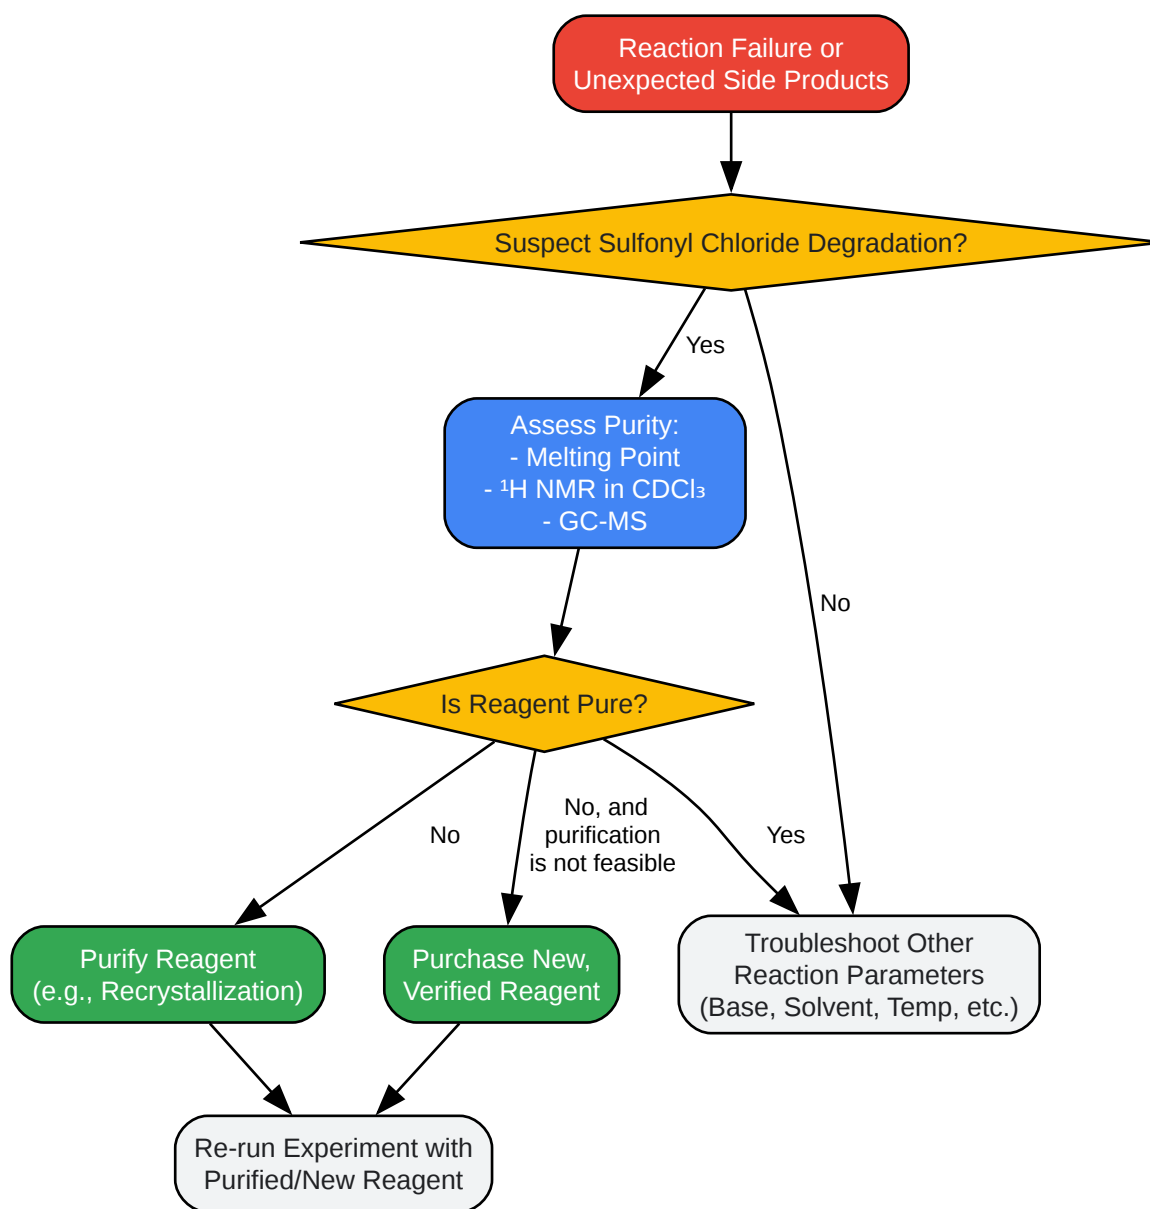 Reaction Failure or
Unexpected Side Products
Suspect Sulfonyl Chloride Degradation?
Yes
Assess Purity:
- Melting Point
- ¹H NMR in CDCl₃
- GC-MS
No
Is Reagent Pure?
No
No, and
purification
is not feasible
Yes
Purify Reagent
(e.g., Recrystallization)
Purchase New,
Verified Reagent
Troubleshoot Other
Reaction Parameters
(Base, Solvent, Temp, etc.)
Re-run Experiment with
Purified/New Reagent